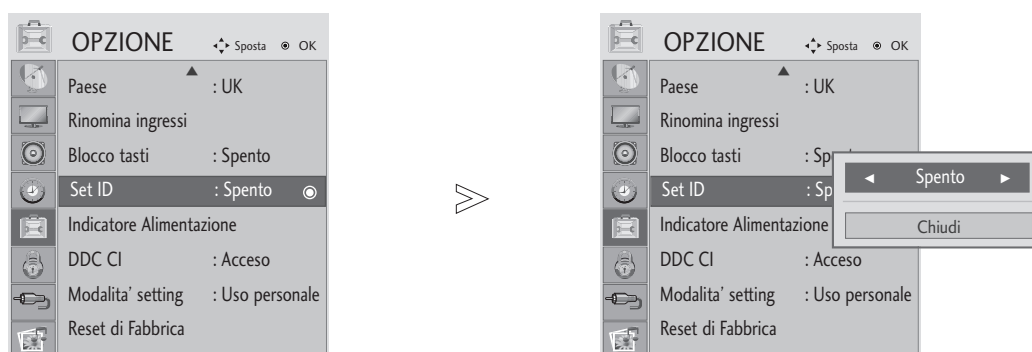 OPZIONE Sposta OK
Paese : UK
Rinomina ingressi
Blocco tasti : Spento
Set ID : Spento
Indicatore Alimentazione
DDC CI : Acceso
Modalita' setting : Uso personale
Reset di Fabbrica
OPZIONE Sposta OK
Paese : UK
Rinomina ingressi
Blocco tasti : Sp
Set ID : Sp
Indicatore Alimentazione
DDC CI : Acceso
Modalita' setting : Uso personale
Reset di Fabbrica
Spento
Chiudi